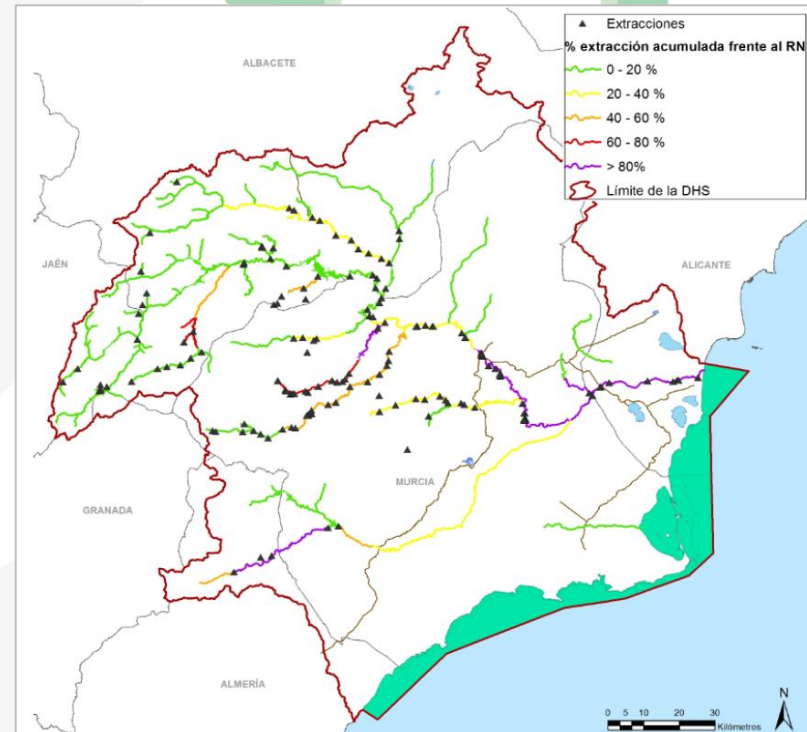 Extracciones
% extracción acumulada frente al RN
0 - 20 %
20 - 40 %
40 - 60 %
60 - 80 %
> 80%
Límite de la DHS
ALBACETE
JAÉN
ALICANTE
MURCIA
GRANADA
ALMERÍA
N
0 5 10 20 30
Kilómetros